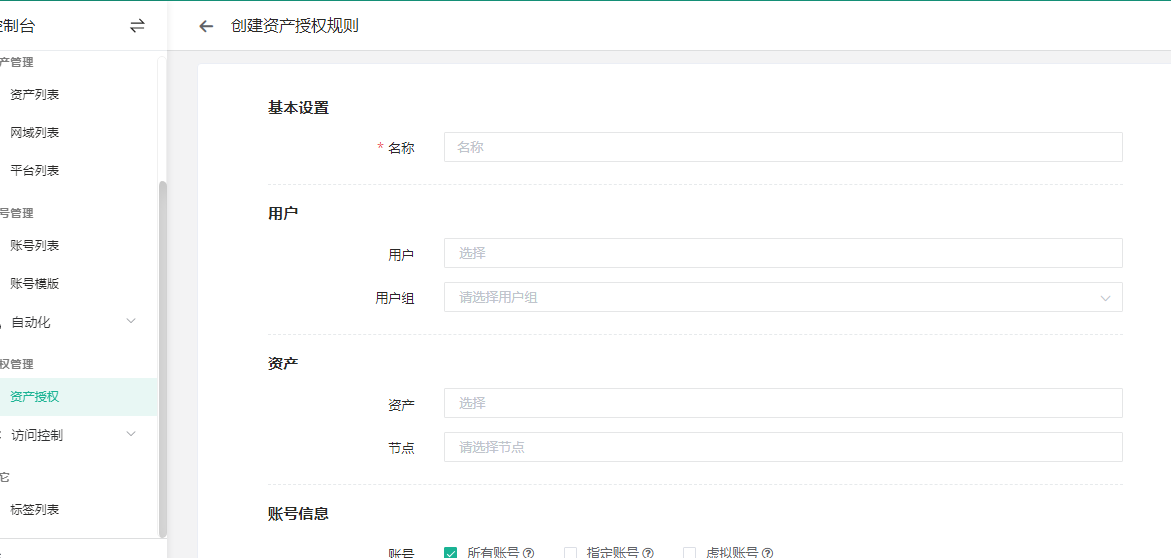 控制台
创建资产授权规则
产管理
资产列表
网域列表
平台列表
号管理
账号列表
账号模版
自动化
权管理
资产授权
访问控制
它
标签列表
基本设置
* 名称
名称
用户
用户
选择
用户组
请选择用户组
资产
资产
选择
节点
请选择节点
账号信息
账号
所有账号
指定账号
虚拟账号